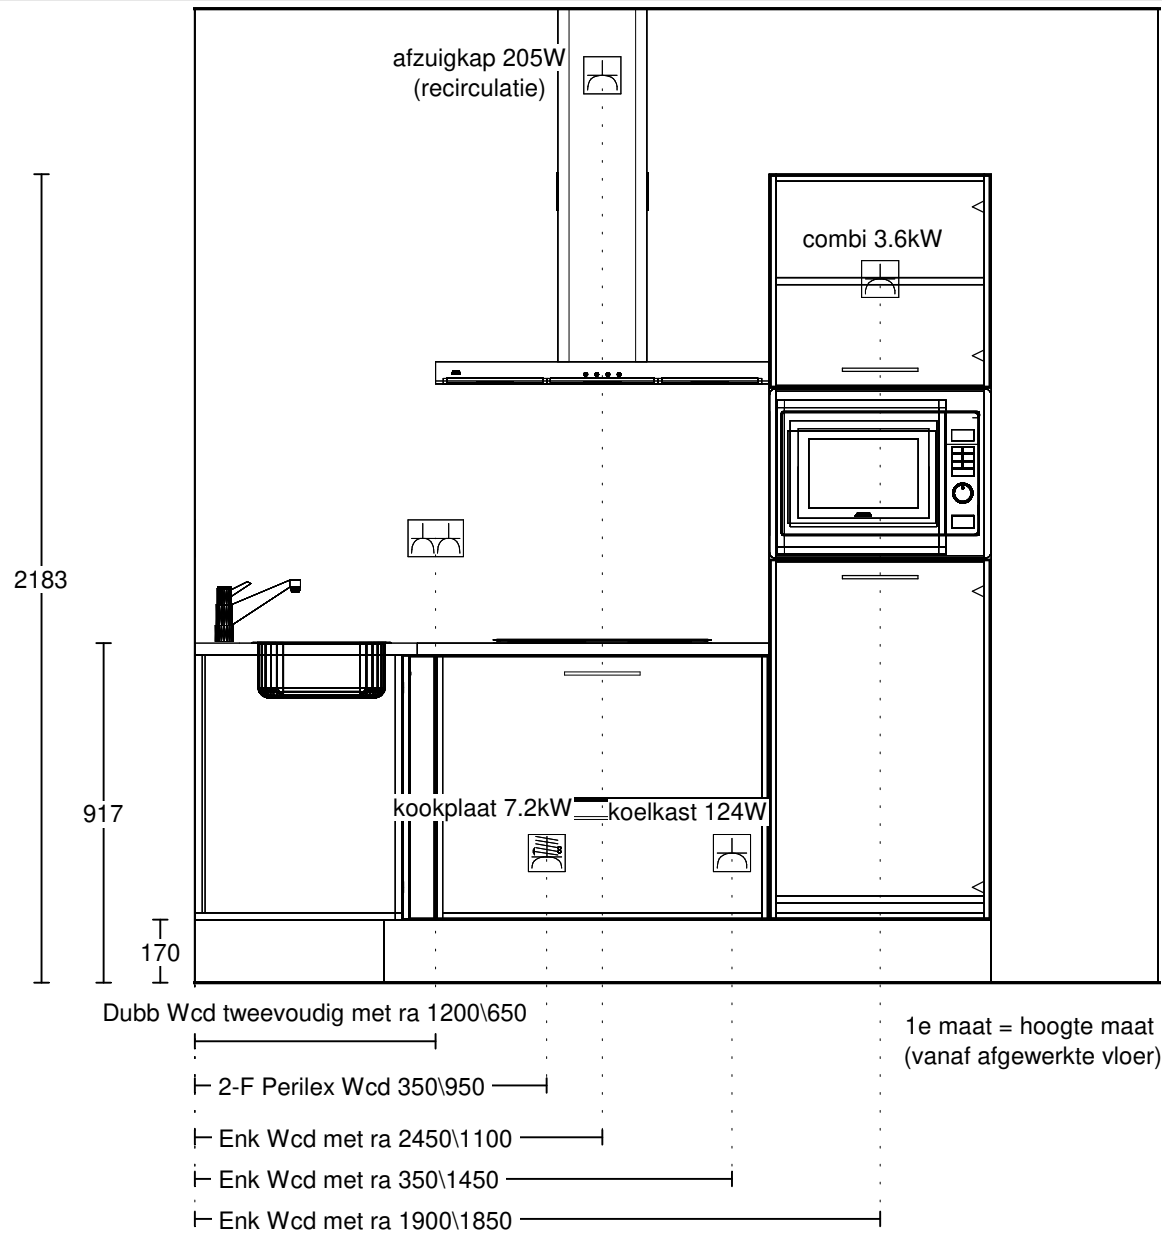 afzuigkap 205W
(recirculatie)
combi 3.6kW
2183
917
kookplaat 7.2kW
koelkast 124W
170
Dubb Wcd tweevoudig met ra 1200\650
1e maat = hoogte maat
(vanaf afgewerkte vloer)
2-F Perilex Wcd 350\950
Enk Wcd met ra 2450\1100
Enk Wcd met ra 350\1450
Enk Wcd met ra 1900\1850